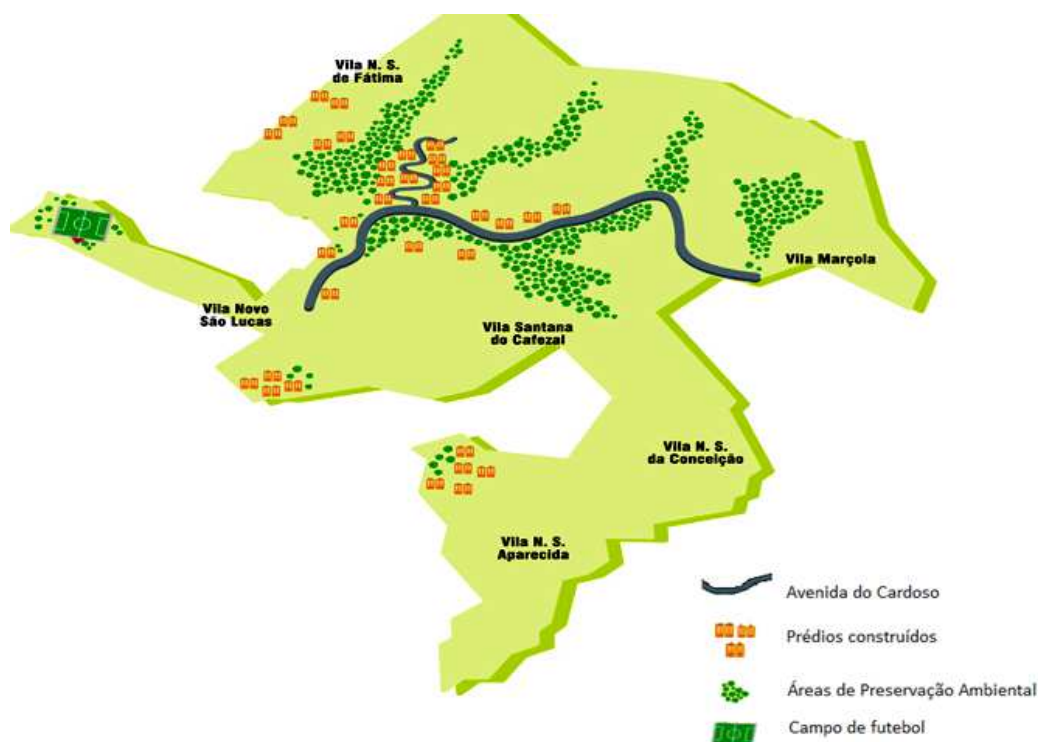 Vila N. S.
de Fátima
Vila Marçola
Vila Novo
São Lucas
Vila Santana
do Cafezal
Vila N. S.
da Conceição
Vila N. S.
Aparecida
Avenida do Cardoso
Prédios construídos
Áreas de Preservação Ambiental
Campo de futebol